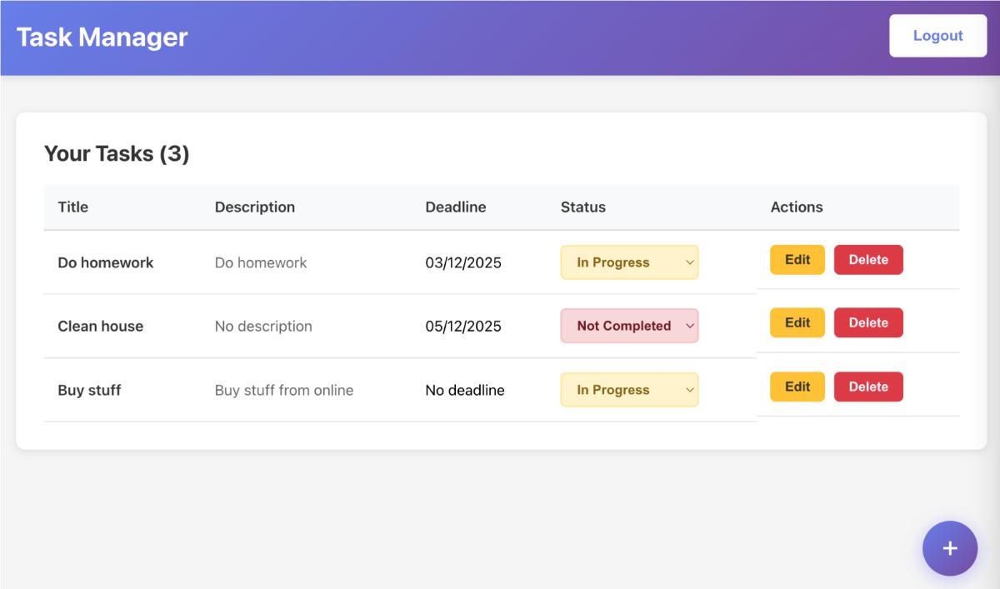 Task Manager
Logout
Your Tasks (3)
Title Description Deadline Status Actions
Do homework Do homework 03/12/2025 In Progress Edit Delete
Clean house No description 05/12/2025 Not Completed Edit Delete
Buy stuff Buy stuff from online No deadline In Progress Edit Delete
+